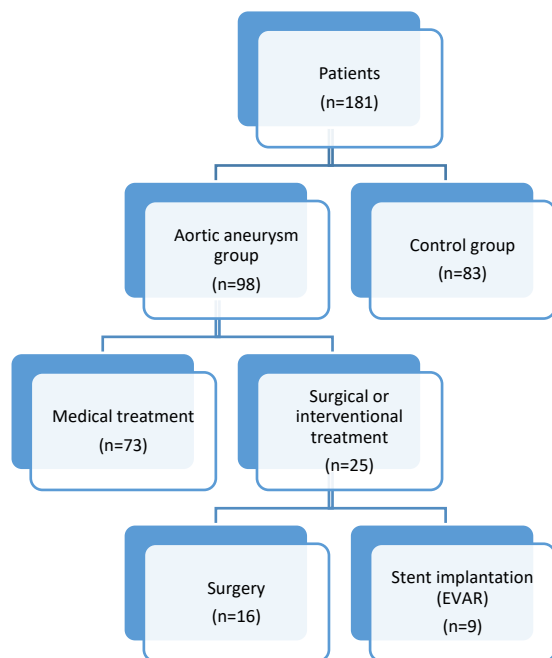 Patients
(n=181)
Aortic aneurysm
group
(n=98)
Control group
(n=83)
Medical treatment
(n=73)
Surgical or
interventional
treatment
(n=25)
Surgery
(n=16)
Stent implantation
(EVAR)
(n=9)